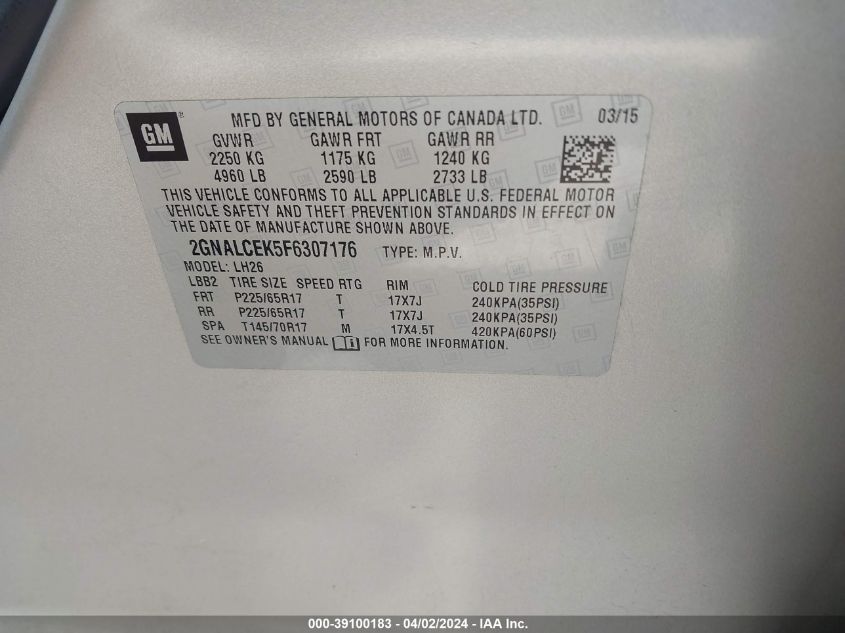 GM ®
MFD BY GENERAL MOTORS OF CANADA LTD. 03/15
GVWR GAWR FRT GAWR RR
2250 KG 1175 KG 1240 KG
4960 LB 2590 LB 2733 LB
THIS VEHICLE CONFORMS TO ALL APPLICABLE U.S. FEDERAL MOTOR
VEHICLE SAFETY AND THEFT PREVENTION STANDARDS IN EFFECT ON
THE DATE OF MANUFACTURE SHOWN ABOVE.
2GNALCEK5F6307176 TYPE: M.P.V.
MODEL: LH26
LBB2 TIRE SIZE SPEED RTG RIM COLD TIRE PRESSURE
FRT P225/65R17 T 17X7J 240KPA(35PSI)
RR P225/65R17 T 17X7J 240KPA(35PSI)
SPA T145/70R17 M 17X4.5T 420KPA(60PSI)
SEE OWNER'S MANUAL FOR MORE INFORMATION.
000-39100183 - 04/02/2024 - IAA Inc.